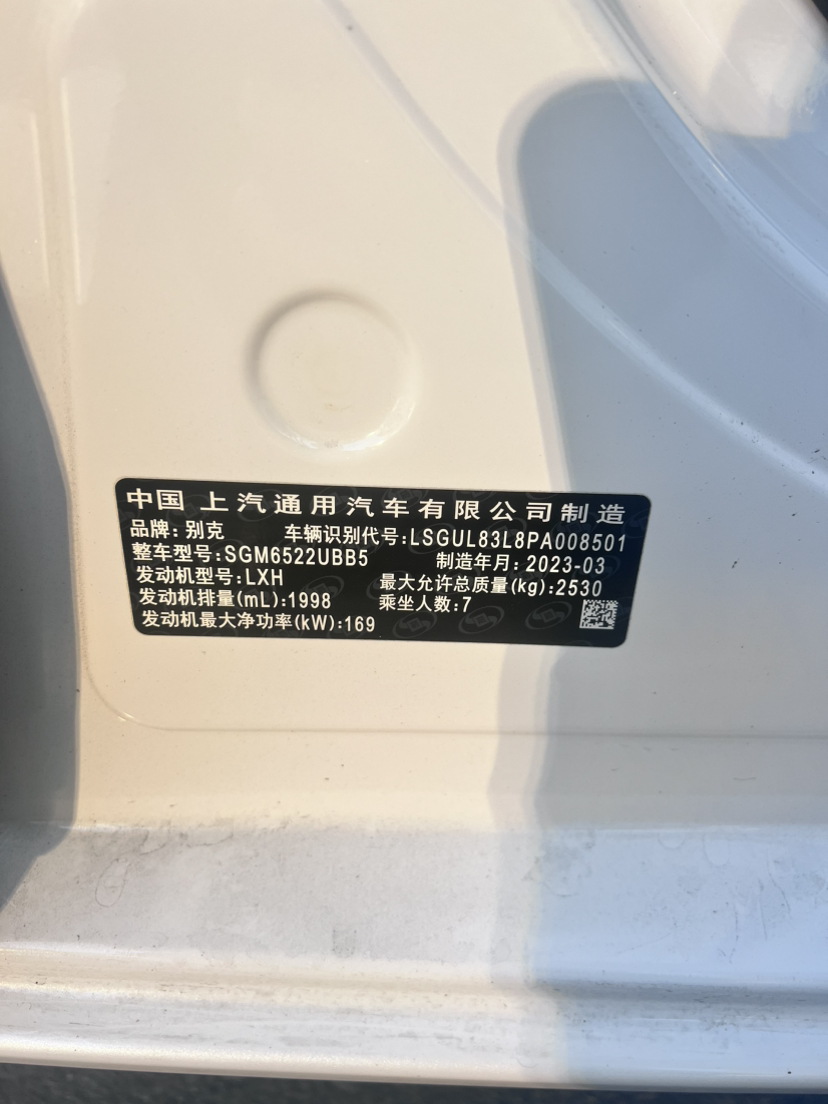 中国 上汽通用汽车有限公司制造
品牌:别克 车辆识别代号:LSGUL83L8PA008501
整车型号:SGM6522UBB5 制造年月:2023-03
发动机型号:LXH 最大允许总质量(kg):2530
发动机排量(mL):1998 乘坐人数:7
发动机最大净功率(kW):169